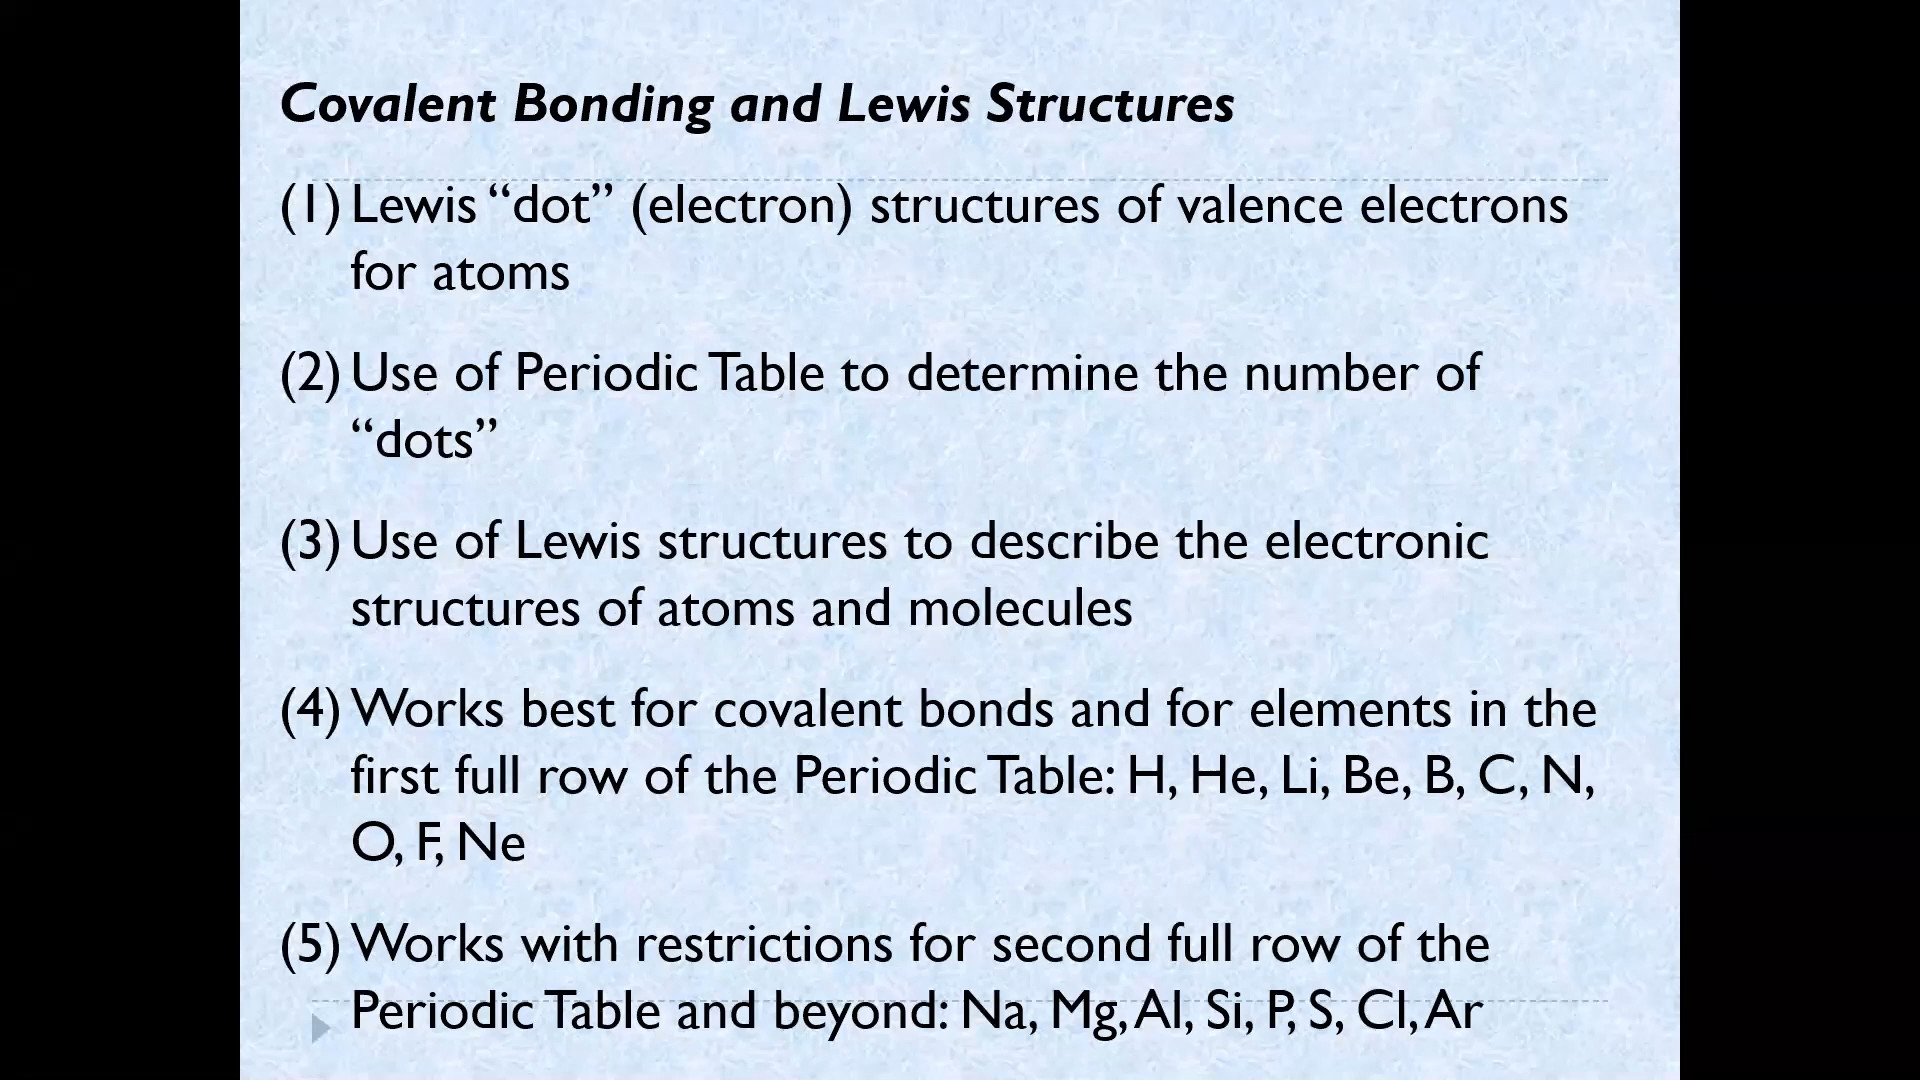 Covalent Bonding and Lewis Structures
(1) Lewis “dot” (electron) structures of valence electrons
for atoms
(2) Use of Periodic Table to determine the number of
“dots”
(3) Use of Lewis structures to describe the electronic
structures of atoms and molecules
(4) Works best for covalent bonds and for elements in the
first full row of the Periodic Table: H, He, Li, Be, B, C, N,
O, F, Ne
(5) Works with restrictions for second full row of the
Periodic Table and beyond: Na, Mg, Al, Si, P, S, Cl, Ar